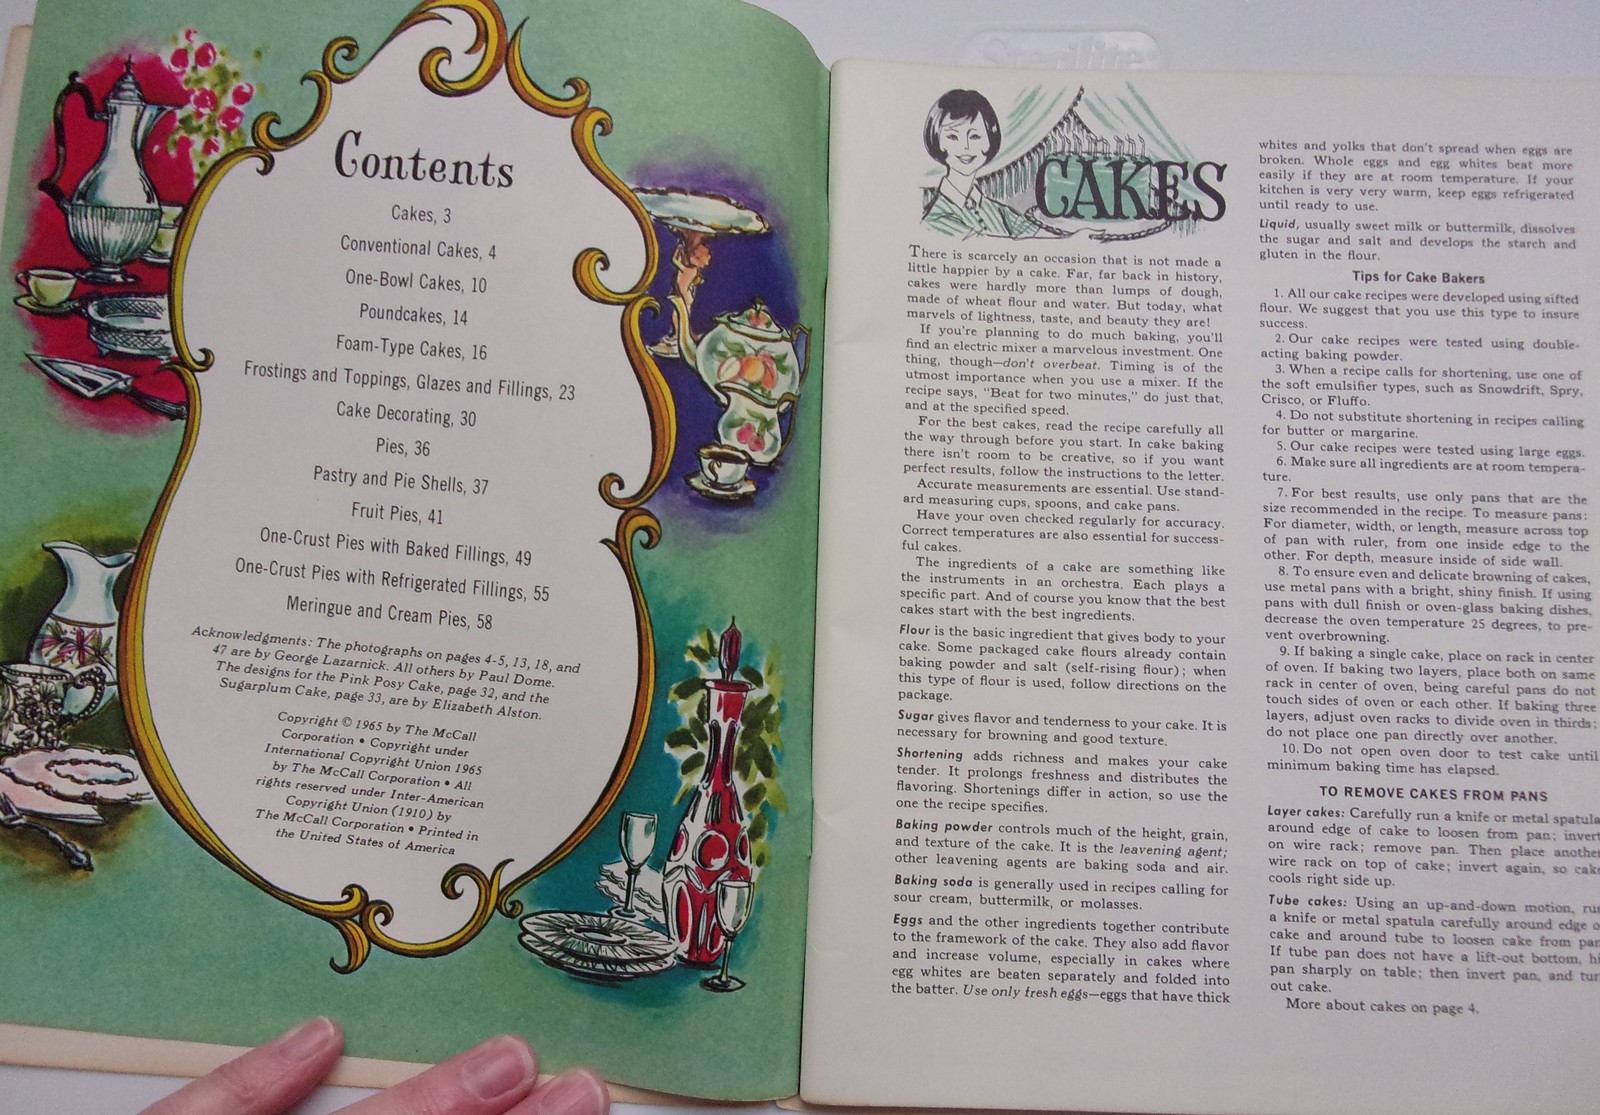 Contents
Cakes, 3
Conventional Cakes, 4
One-Bowl Cakes, 10
Poundcakes, 14
Foam-Type Cakes, 16
Frostings and Toppings, Glazes and Fillings, 23
Cake Decorating, 30
Pies, 36
Pastry and Pie Shells, 37
Fruit Pies, 41
One-Crust Pies with Baked Fillings, 49
One-Crust Pies with Refrigerated Fillings, 55
Meringue and Cream Pies, 58
Acknowledgments: The photographs on pages 4-5, 13, 18, and
47 are by George Lazarnick. All others by Paul Dome.
The designs for the Pink Posy Cake, page 32, and the
Sugarplum Cake, page 33, are by Elizabeth Alston.
Copyright © 1965 by The McCall
Corporation • Copyright under
International Copyright Union 1965
by The McCall Corporation • All
rights reserved under Inter-American
Copyright Union (1910) by
The McCall Corporation • Printed in
the United States of America
CAKES
There is scarcely an occasion that is not made a
little happier by a cake. Far, far back in history,
cakes were hardly more than lumps of dough,
made of wheat flour and water. But today, what
marvels of lightness, taste, and beauty they are!
If you're planning to do much baking, you'll
find an electric mixer a marvelous investment. One
thing, though—don't overbeat. Timing is of the
utmost importance when you use a mixer. If the
recipe says, "Beat for two minutes," do just that,
and at the specified speed.
For the best cakes, read the recipe carefully all
the way through before you start. In cake baking
there isn't room to be creative, so if you want
perfect results, follow the instructions to the letter.
Accurate measurements are essential. Use stand-
ard measuring cups, spoons, and cake pans.
Have your oven checked regularly for accuracy.
Correct temperatures are also essential for success-
ful cakes.
The ingredients of a cake are something like
the instruments in an orchestra. Each plays a
specific part. And of course you know that the best
cakes start with the best ingredients.
Flour is the basic ingredient that gives body to your
cake. Some packaged cake flours already contain
baking powder and salt (self-rising flour); when
this type of flour is used, follow directions on the
package.
Sugar gives flavor and tenderness to your cake. It is
necessary for browning and good texture.
Shortening adds richness and makes your cake
tender. It prolongs freshness and distributes the
flavoring. Shortenings differ in action, so use the
one the recipe specifies.
Baking powder controls much of the height, grain,
and texture of the cake. It is the leavening agent;
other leavening agents are baking soda and air.
Baking soda is generally used in recipes calling for
sour cream, buttermilk, or molasses.
Eggs and the other ingredients together contribute
to the framework of the cake. They also add flavor
and increase volume, especially in cakes where
egg whites are beaten separately and folded into
the batter. Use only fresh eggs—eggs that have thick
whites and yolks that don't spread when eggs are
broken. Whole eggs and egg whites beat more
easily if they are at room temperature. If your
kitchen is very very warm, keep eggs refrigerated
until ready to use.
Liquid, usually sweet milk or buttermilk, dissolves
the sugar and salt and develops the starch and
gluten in the flour.
Tips for Cake Bakers
1. All our cake recipes were developed using sifted
flour. We suggest that you use this type to insure
success.
2. Our cake recipes were tested using double-
acting baking powder.
3. When a recipe calls for shortening, use one of
the soft emulsifier types, such as Snowdrift, Spry,
Crisco, or Fluffo.
4. Do not substitute shortening in recipes calling
for butter or margarine.
5. Our cake recipes were tested using large eggs.
6. Make sure all ingredients are at room tempera-
ture.
7. For best results, use only pans that are the
size recommended in the recipe. To measure pans:
For diameter, width, or length, measure across top
of pan with ruler, from one inside edge to the
other. For depth, measure inside of side wall.
8. To ensure even and delicate browning of cakes,
use metal pans with a bright, shiny finish. If using
pans with dull finish or oven-glass baking dishes,
decrease the oven temperature 25 degrees, to pre-
vent overbrowning.
9. If baking a single cake, place on rack in center
of oven. If baking two layers, place both on same
rack in center of oven, being careful pans do not
touch sides of oven or each other. If baking three
layers, adjust oven racks to divide oven in thirds;
do not place one pan directly over another.
10. Do not open oven door to test cake until
minimum baking time has elapsed.
TO REMOVE CAKES FROM PANS
Layer cakes: Carefully run a knife or metal spatula
around edge of cake to loosen from pan; invert
on wire rack; remove pan. Then place another
wire rack on top of cake; invert again, so cake
cools right side up.
Tube cakes: Using an up-and-down motion, run
a knife or metal spatula carefully around edge of
cake and around tube to loosen cake from pan.
If tube pan does not have a lift-out bottom,
pan sharply on table; then invert pan, and turn
out cake.
More about cakes on page 4.